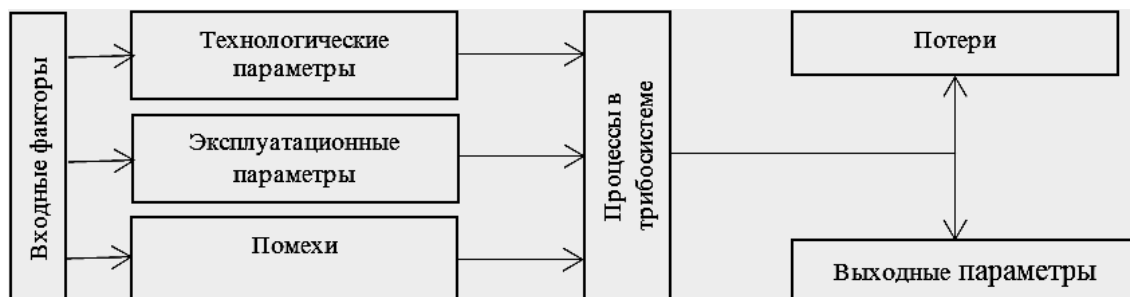 Входные факторы
Технологические
параметры
Эксплуатационные
параметры
Помехи
Процессы в
трибосистеме
Потери
Выходные параметры